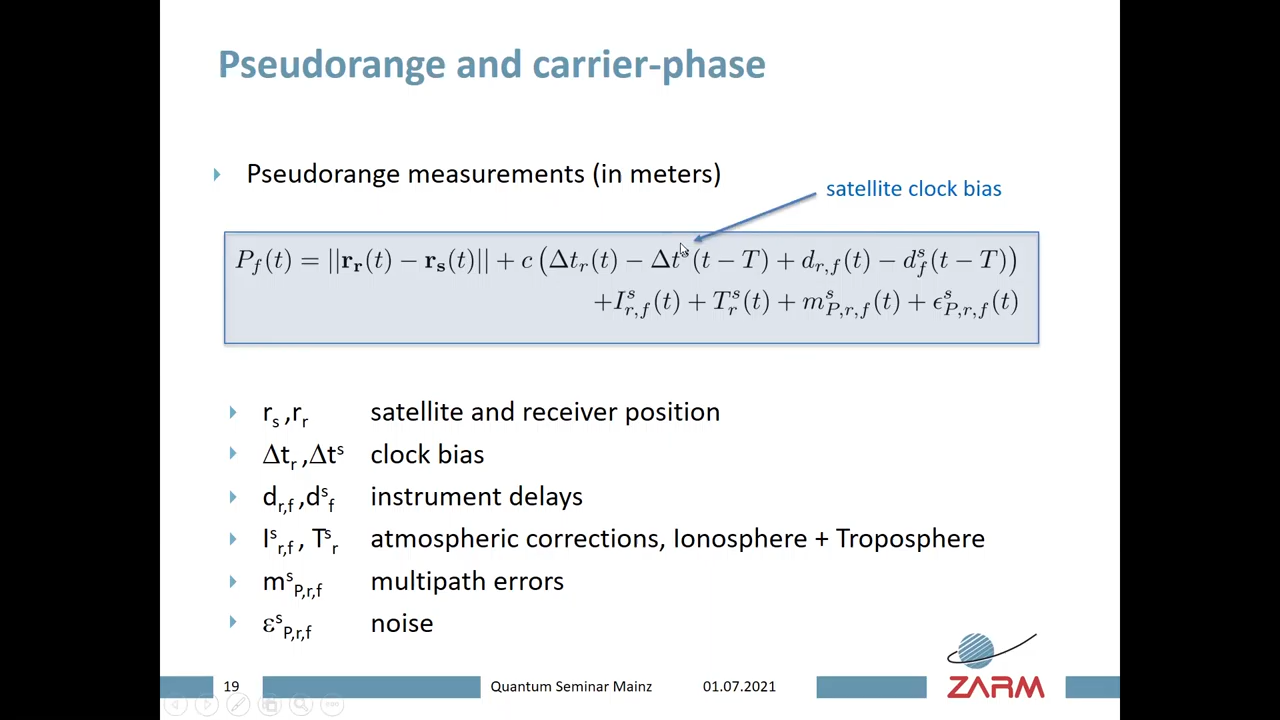 Pseudorange and carrier-phase
Pseudorange measurements (in meters)
satellite clock bias
P_f(t) = ||r_r(t) − r_s(t)|| + c (Δt_r(t) − Δt^s(t − T) + d_{r,f}(t) − d^s_f(t − T))
+I^s_{r,f}(t) + T^s_r(t) + m^s_{P,r,f}(t) + ϵ^s_{P,r,f}(t)
r_s ,r_r satellite and receiver position
Δt_r ,Δt^s clock bias
d_{r,f} ,d^s_f instrument delays
I^s_{r,f} , T^s_r atmospheric corrections, Ionosphere + Troposphere
m^s_{P,r,f} multipath errors
ε^s_{P,r,f} noise
19 Quantum Seminar Mainz 01.07.2021
ZARM